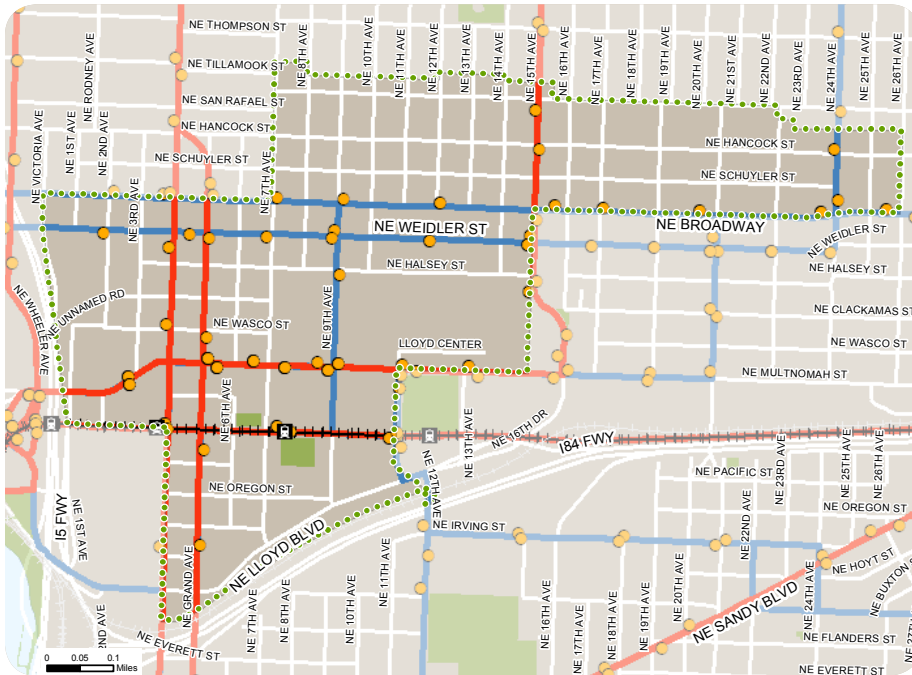 NE THOMPSON ST
NE TILLAMOOK ST
NE SAN RAFAEL ST
NE HANCOCK ST
NE SCHUYLER ST
NE VICTORIA AVE
NE 1ST AVE
NE RODNEY AVE
NE 2ND AVE
NE 3RD AVE
NE 7TH AVE
NE 8TH AVE
NE 10TH AVE
NE 11TH AVE
NE 12TH AVE
NE 13TH AVE
NE 14TH AVE
NE 15TH AVE
NE 16TH AVE
NE 17TH AVE
NE 18TH AVE
NE 19TH AVE
NE 20TH AVE
NE 21ST AVE
NE 22ND AVE
NE 23RD AVE
NE 24TH AVE
NE 25TH AVE
NE 26TH AVE
NE HANCOCK ST
NE SCHUYLER ST
NE WEIDLER ST
NE BROADWAY
NE WEIDLER ST
NE HALSEY ST
NE HALSEY ST
NE UNNAMED RD
NE WHEELER AVE
NE WASCO ST
NE 9TH AVE
LLOYD CENTER
NE CLACKAMAS ST
NE WASCO ST
NE MULTNOMAH ST
NE 6TH AVE
NE 13TH AVE
NE 16TH DR
I84 FWY
NE 12TH AVE
NE PACIFIC ST
NE 23RD AVE
NE 25TH AVE
NE 26TH AVE
NE OREGON ST
NE OREGON ST
I5 FWY
NE 1ST AVE
NE LLOYD BLVD
NE IRVING ST
NE 22ND AVE
NE HOYT ST
NE BUXTON S
NE GRAND AVE
NE 7TH AVE
NE 8TH AVE
NE 10TH AVE
NE 11TH AVE
NE 16TH AVE
NE 17TH AVE
NE 18TH AVE
NE 19TH AVE
NE 20TH AVE
NE SANDY BLVD
NE 24TH AVE
2ND AVE
NE EVERETT ST
NE FLANDERS ST
NE EVERETT ST
0 0.05 0.1
Miles